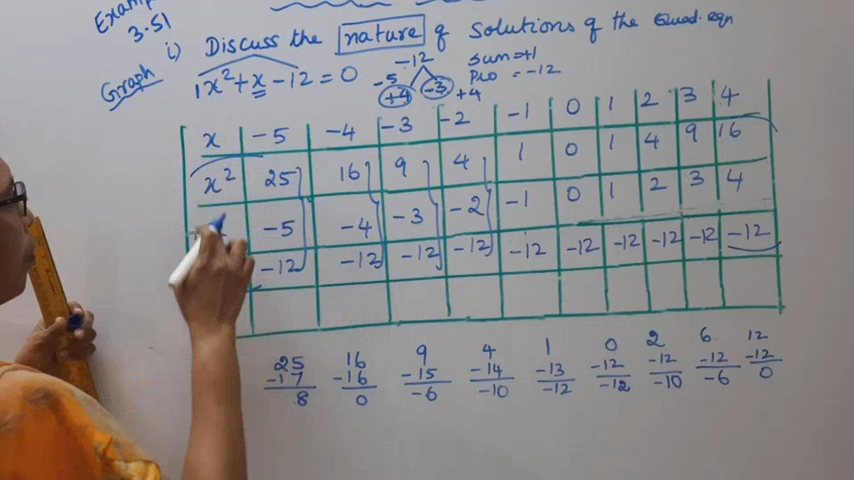 Examp
3.51
i) Discuss the nature of Solutions of the Quad. eqn
Graph 1x²+x-12=0
-12
-5
+4 -3 +4
Sum=+1
Pro = -12
x -5 -4 -3 -2 -1 0 1 2 3 4
x² 25 16 9 4 1 0 1 4 9 16
-5 -4 -3 -2 -1 0 1 2 3 4
-12 -12 -12 -12 -12 -12 -12 -12 -12 -12
25 16 9 4 1 0 2 6 12
-17 -16 -15 -14 -13 -12 -12 -12 -12
8 0 -6 -10 -12 -12 -10 -6 0